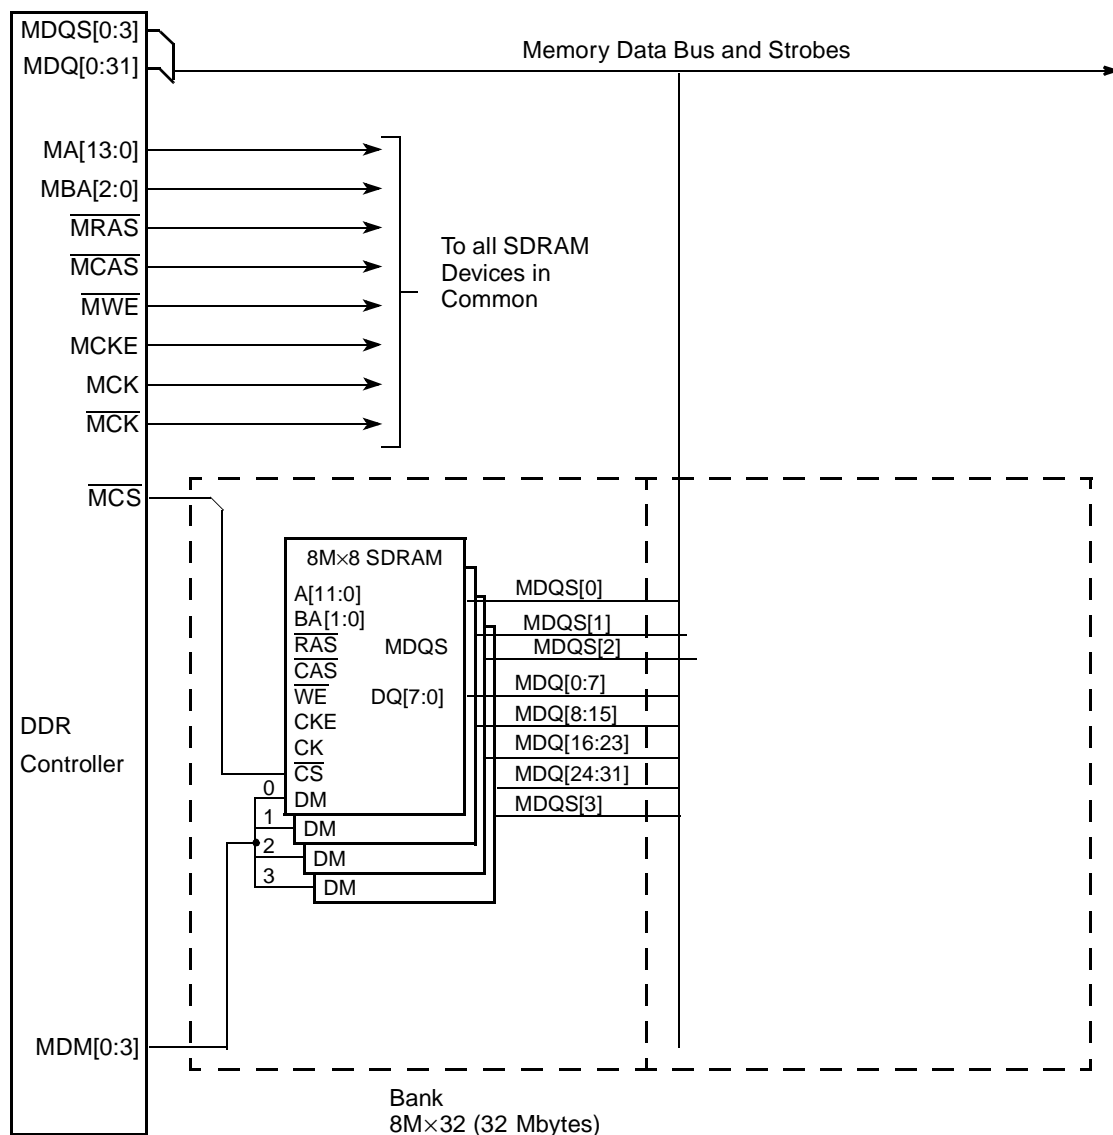 MDQS[0:3]
MDQ[0:31]
Memory Data Bus and Strobes
MA[13:0]
MBA[2:0]
MRAS
MCAS
MWE
MCKE
MCK
MCK
To all SDRAM
Devices in
Common
MCS
8M×8 SDRAM
A[11:0]
BA[1:0]
RAS
CAS
WE
CKE
CK
CS
DM
MDQS
DQ[7:0]
MDQS[0]
MDQS[1]
MDQS[2]
MDQ[0:7]
MDQ[8:15]
MDQ[16:23]
MDQ[24:31]
MDQS[3]
0
1
2
3
DM
DM
DM
DDR
Controller
MDM[0:3]
Bank
8M×32 (32 Mbytes)